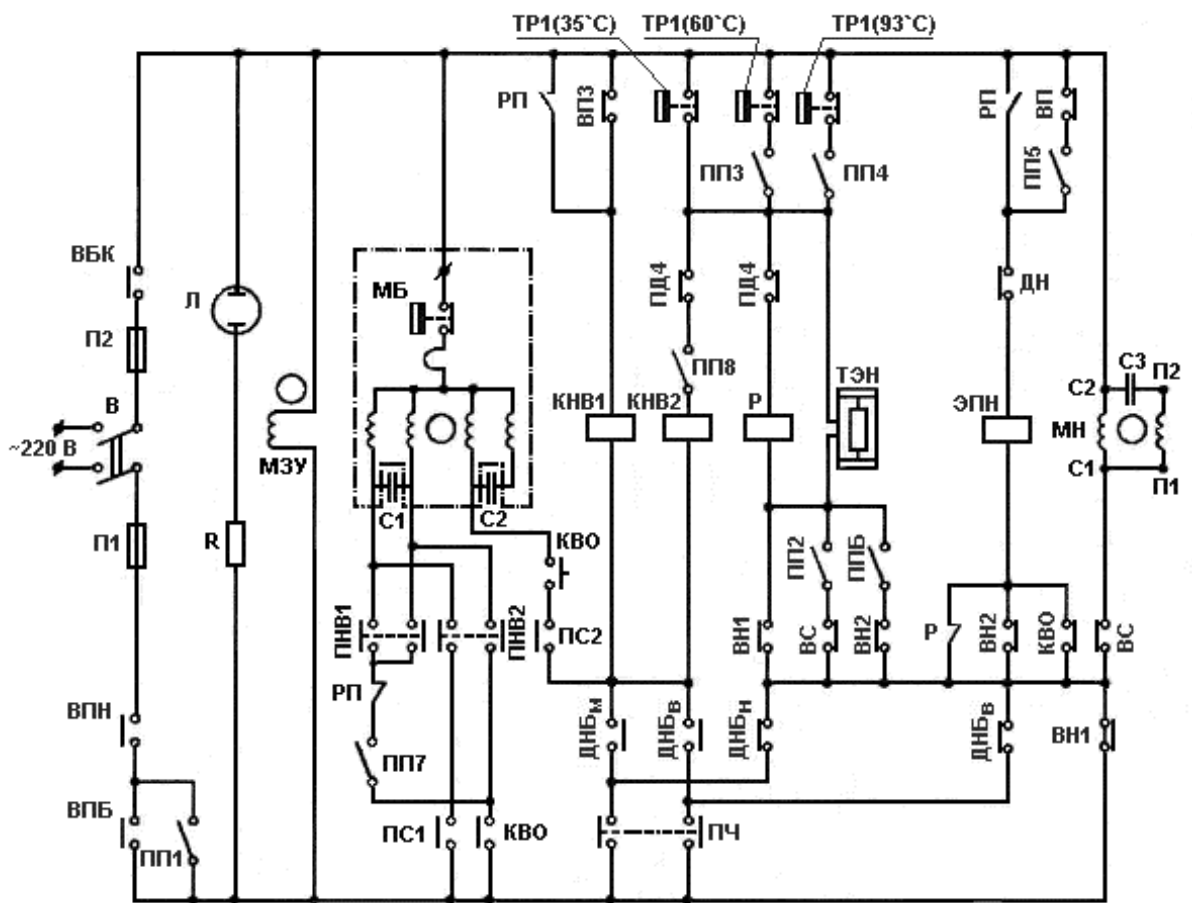 ТР1(35`С)
ТР1(60`С)
ТР1(93`С)
РП
ВП3
РП
ВП
ПП3
ПП4
ПП5
ВБК
Л
МБ
ПД4
ПД4
ДН
П2
ПП8
ТЭН
С3
П2
С2
В
МЗУ
КНВ1
КНВ2
Р
ЭПН
МН
~220 В
С1
П1
П1
R
С1
С2
КВО
ПП2
ППБ
ПНВ1
ПНВ2
ПС2
ВН1
ВС
ВН2
Р
ВН2
КВО
ВС
РП
ВПН
ПП7
ДНБм
ДНБв
ДНБн
ДНБв
ВН1
ВПБ
ПП1
ПС1
КВО
ПЧ